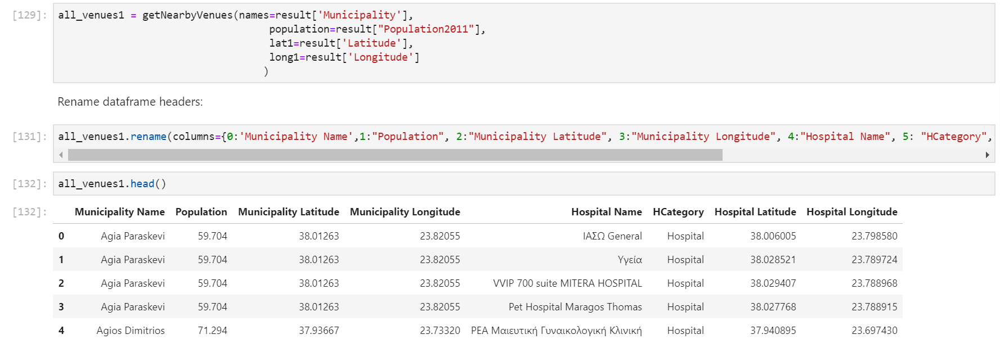 [129]: all_venues1 = getNearbyVenues(names=result['Municipality'],
population=result["Population2011"],
lat1=result['Latitude'],
long1=result['Longitude']
)
Rename dataframe headers:
[131]: all_venues1.rename(columns={0:'Municipality Name',1:"Population", 2:"Municipality Latitude", 3:"Municipality Longitude", 4:"Hospital Name", 5: "HCategory",
[132]: all_venues1.head()
[132]: Municipality Name Population Municipality Latitude Municipality Longitude Hospital Name HCategory Hospital Latitude Hospital Longitude
0 Agia Paraskevi 59.704 38.01263 23.82055 ΙΑΣΩ General Hospital 38.006005 23.798580
1 Agia Paraskevi 59.704 38.01263 23.82055 Υγεία Hospital 38.028521 23.789724
2 Agia Paraskevi 59.704 38.01263 23.82055 VVIP 700 suite MITERA HOSPITAL Hospital 38.029407 23.788968
3 Agia Paraskevi 59.704 38.01263 23.82055 Pet Hospital Maragos Thomas Hospital 38.027768 23.788915
4 Agios Dimitrios 71.294 37.93667 23.73320 ΡΕΑ Μαιευτική Γυναικολογική Κλινική Hospital 37.940895 23.697430